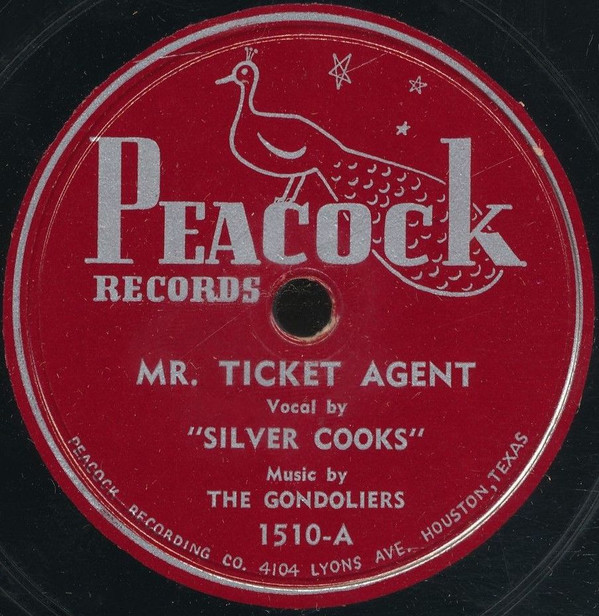 PEACOCK
RECORDS
MR. TICKET AGENT
Vocal by
"SILVER COOKS"
Music by
THE GONDOLIERS
1510-A
PEACOCK RECORDING CO. 4104 LYONS AVE. HOUSTON, TEXAS